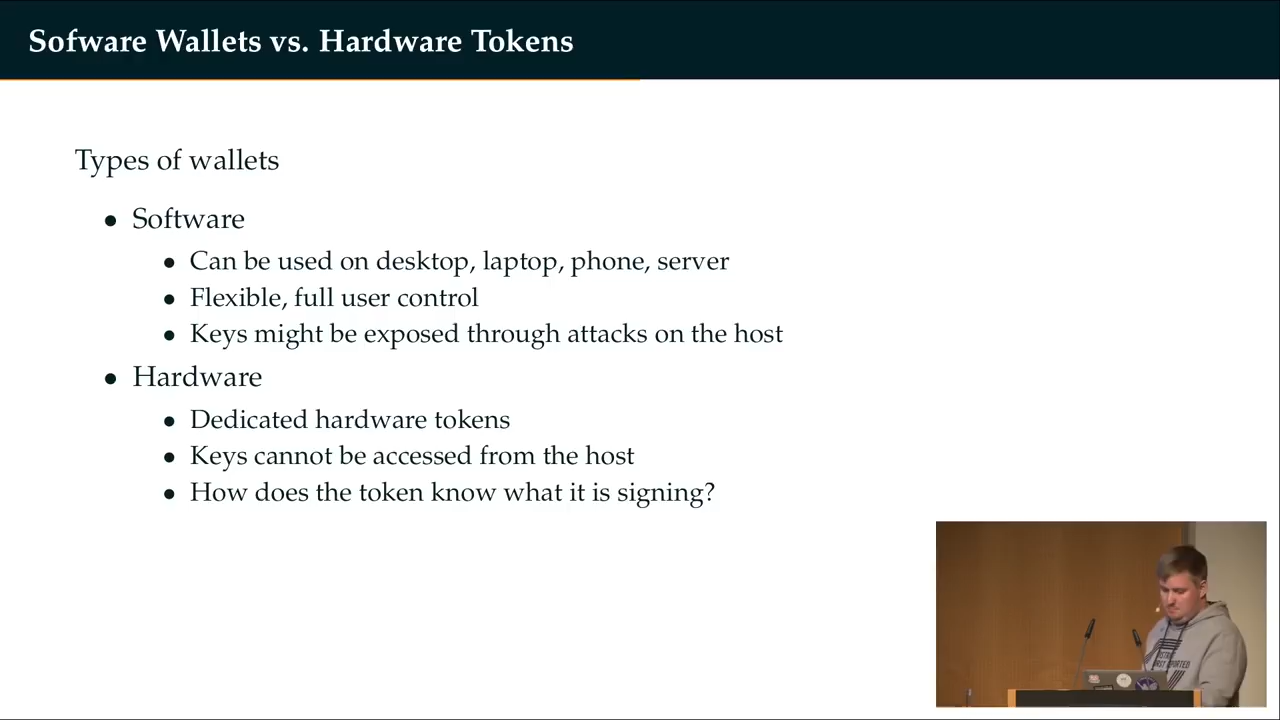 Sofware Wallets vs. Hardware Tokens
Types of wallets
• Software
• Can be used on desktop, laptop, phone, server
• Flexible, full user control
• Keys might be exposed through attacks on the host
• Hardware
• Dedicated hardware tokens
• Keys cannot be accessed from the host
• How does the token know what it is signing?